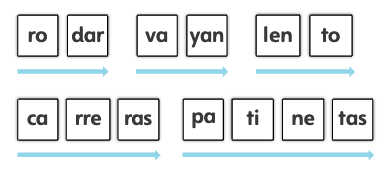 ro dar va yan len to
ca rre ras pa ti ne tas